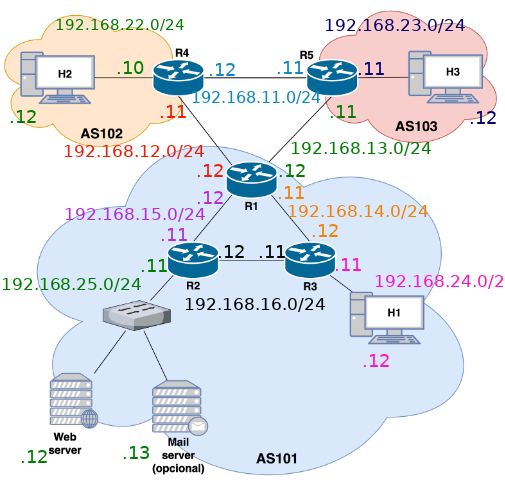 192.168.22.0/24
192.168.23.0/24
R4
R5
H2
.10
.12
.11
.11
H3
192.168.11.0/24
.12
.11
.11
.12
AS102
AS103
192.168.12.0/24
192.168.13.0/24
.12
.12
.12
.11
R1
192.168.15.0/24
192.168.14.0/24
.11
.12
.12
.11
.11
.11
192.168.25.0/24
R2
R3
192.168.24.0/2
192.168.16.0/24
H1
.12
Web
server
.12
.13
Mail
server
(opcional)
AS101